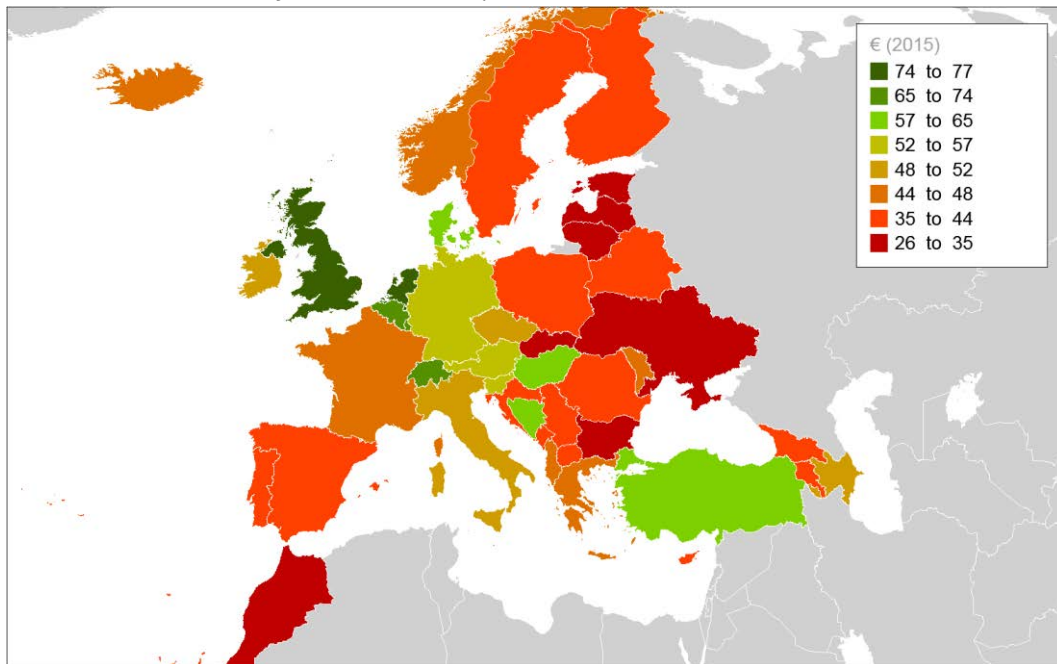 € (2015)
74 to 77
65 to 74
57 to 65
52 to 57
48 to 52
44 to 48
35 to 44
26 to 35